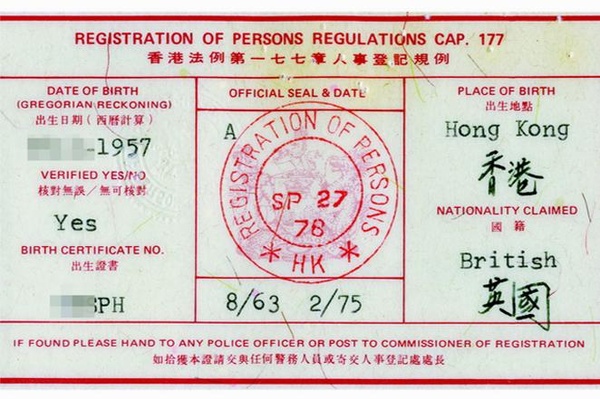 REGISTRATION OF PERSONS REGULATIONS CAP. 177
香港法例第一七七章人事登記規例
DATE OF BIRTH
(GREGORIAN RECKONING)
出生日期(西曆計算)
-1957
VERIFIED YES/NO
核對無誤/無可核對
Yes
BIRTH CERTIFICATE NO.
出生證書
SPH
OFFICIAL SEAL & DATE
A
REGISTRATION OF PERSONS
SP 27
78
* HK *
8/63 2/75
PLACE OF BIRTH
出生地點
Hong Kong
香港
NATIONALITY CLAIMED
國籍
British
英國
IF FOUND PLEASE HAND TO ANY POLICE OFFICER OR POST TO COMMISSIONER OF REGISTRATION
如拾獲本證請交與任何警務人員或寄交人事登記處處長